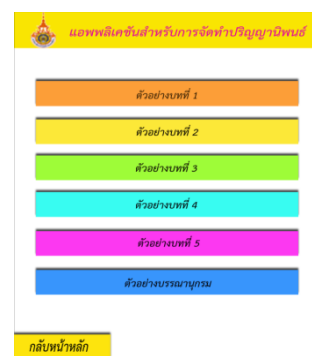 แอพพลิเคชันสำหรับการจัดทำปริญญานิพนธ์
ตัวอย่างบทที่ 1
ตัวอย่างบทที่ 2
ตัวอย่างบทที่ 3
ตัวอย่างบทที่ 4
ตัวอย่างบทที่ 5
ตัวอย่างบรรณานุกรม
กลับหน้าหลัก